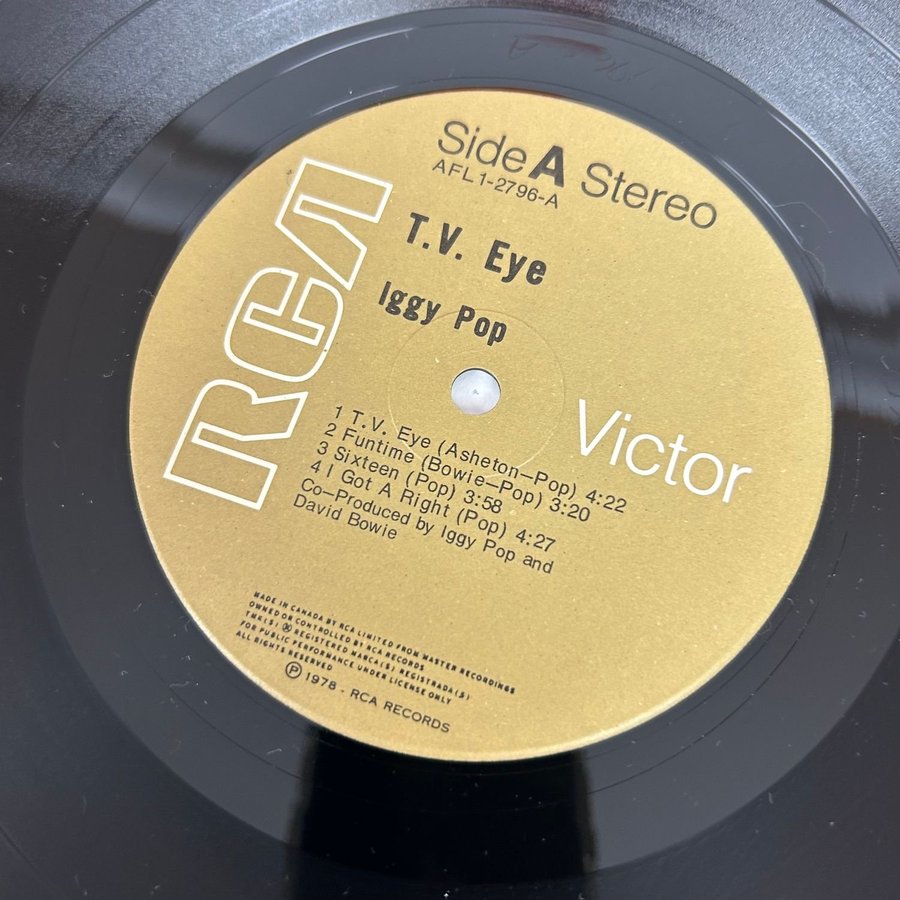 Side A Stereo
AFL1-2796-A
T.V. Eye
Iggy Pop
RCA
Victor
1 T.V. Eye (Asheton–Pop) 4:22
2 Funtime (Bowie–Pop) 3:20
3 Sixteen (Pop) 3:58
4 I Got A Right (Pop) 4:27
Co–Produced by Iggy Pop and
David Bowie
MADE IN CANADA BY RCA LIMITED FROM MASTER RECORDINGS
OWNED OR CONTROLLED BY RCA RECORDS
TMK(S) ® REGISTERED MARCA(S) REGISTRADA(S)
FOR PUBLIC PERFORMANCE UNDER LICENSE ONLY
ALL RIGHTS RESERVED
℗ 1978 - RCA RECORDS